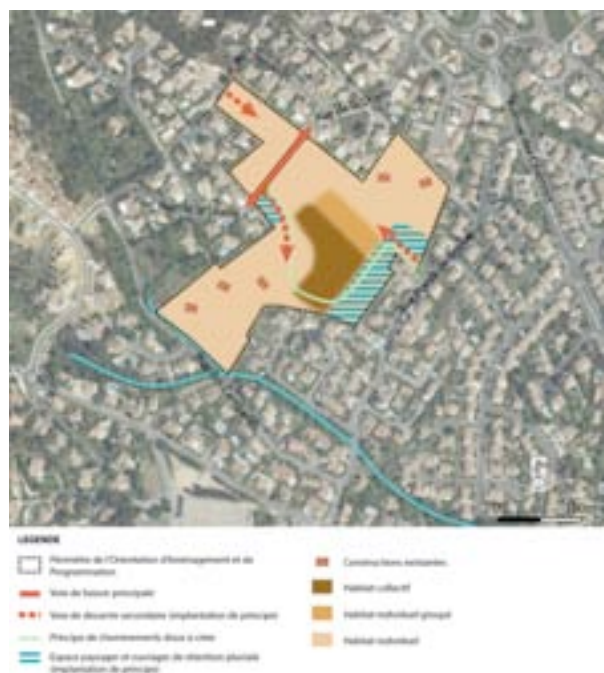 LEGENDE
Périmètre de l'Orientation d'Aménagement et de
Programmation
Voie de liaison principale
Voie de desserte secondaire (implantation de principe)
Principe de cheminements doux à créer
Espace paysager et ouvrages de rétention pluviale
(implantation de principe)
Constructions existantes
Habitat collectif
Habitat individuel groupé
Habitat individuel